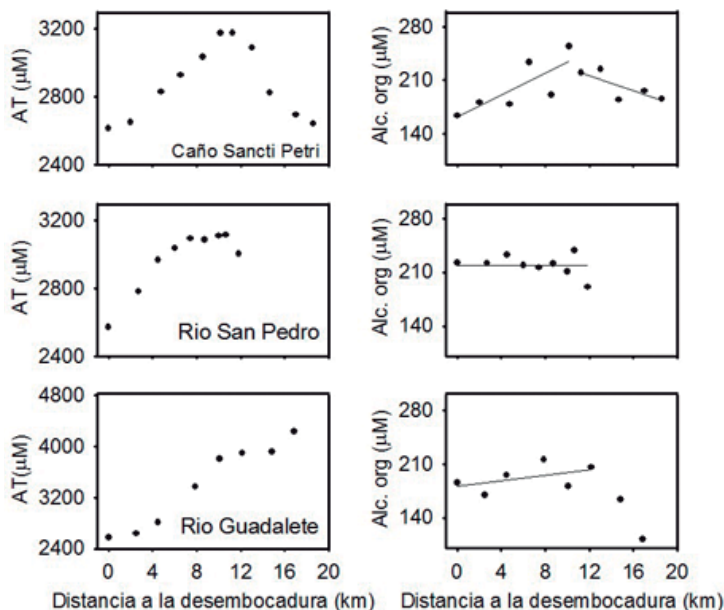 AT (μM)
3200
2800
2400
Caño Sancti Petri
Alc. org (μM)
280
210
140
AT (μM)
3200
2800
2400
Rio San Pedro
Alc. org (μM)
280
210
140
AT(μM)
4800
4000
3200
2400
Rio Guadalete
0 4 8 12 16 20
Distancia a la desembocadura (km)
Alc. org (μM)
280
210
140
0 4 8 12 16 20
Distancia a la desembocadura (km)